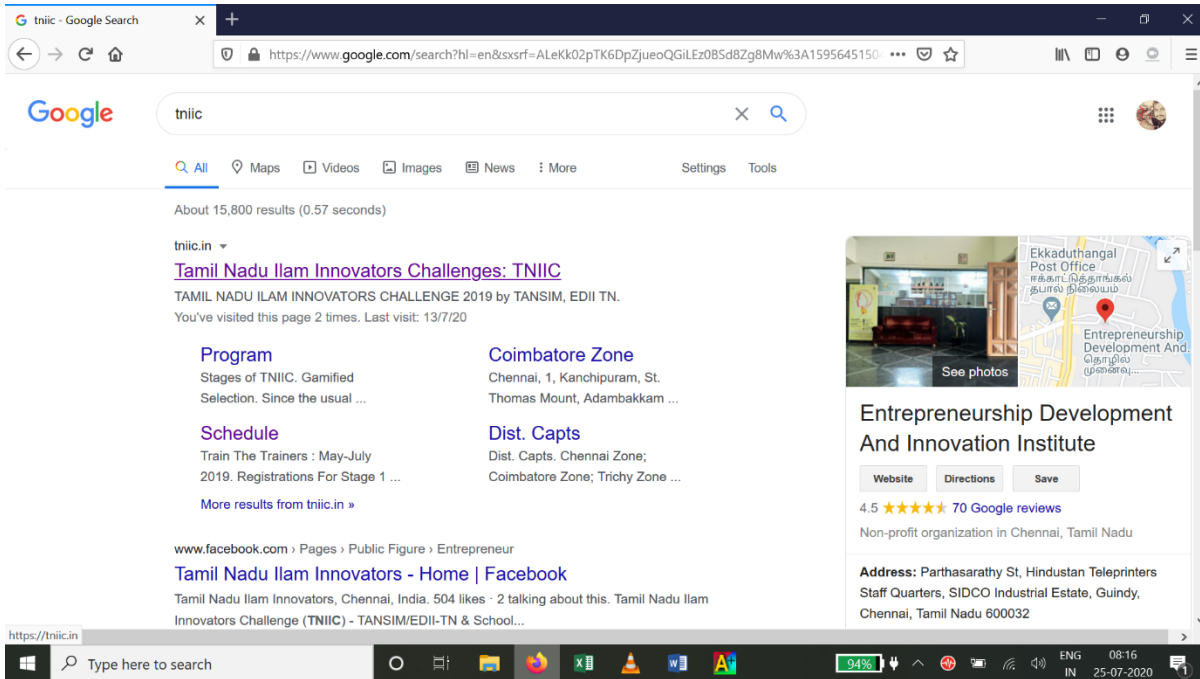 tniic - Google Search
https://www.google.com/search?hl=en&sxsrf=ALeKk02pTK6DpZjueoQGiLEz0BSd8Zg8Mw%3A1595645150
Google
tniic
All Maps Videos Images News More Settings Tools
About 15,800 results (0.57 seconds)
tniic.in
Tamil Nadu Ilam Innovators Challenges: TNIIC
TAMIL NADU ILAM INNOVATORS CHALLENGE 2019 by TANSIM, EDII TN.
You've visited this page 2 times. Last visit: 13/7/20
Program
Stages of TNIIC. Gamified
Selection. Since the usual ...
Coimbatore Zone
Chennai, 1, Kanchipuram, St.
Thomas Mount, Adambakkam ...
Schedule
Train The Trainers : May-July
2019. Registrations For Stage 1 ...
Dist. Capts
Dist. Capts. Chennai Zone;
Coimbatore Zone; Trichy Zone ...
More results from tniic.in »
www.facebook.com › Pages › Public Figure › Entrepreneur
Tamil Nadu Ilam Innovators - Home | Facebook
Tamil Nadu Ilam Innovators, Chennai, India. 504 likes · 2 talking about this. Tamil Nadu Ilam
Innovators Challenge (TNIIC) - TANSIM/EDII-TN & School...
See photos
Ekkaduthangal
Post Office
ஈக்காட்டுத்தாங்கல்
தபால் நிலையம்
Entrepreneurship
Development And.
தொழில்
முனைவு...
Entrepreneurship Development
And Innovation Institute
Website Directions Save
4.5 70 Google reviews
Non-profit organization in Chennai, Tamil Nadu
Address: Parthasarathy St, Hindustan Teleprinters
Staff Quarters, SIDCO Industrial Estate, Guindy,
Chennai, Tamil Nadu 600032
https://tniic.in
Type here to search
94%
ENG
IN
08:16
25-07-2020
1